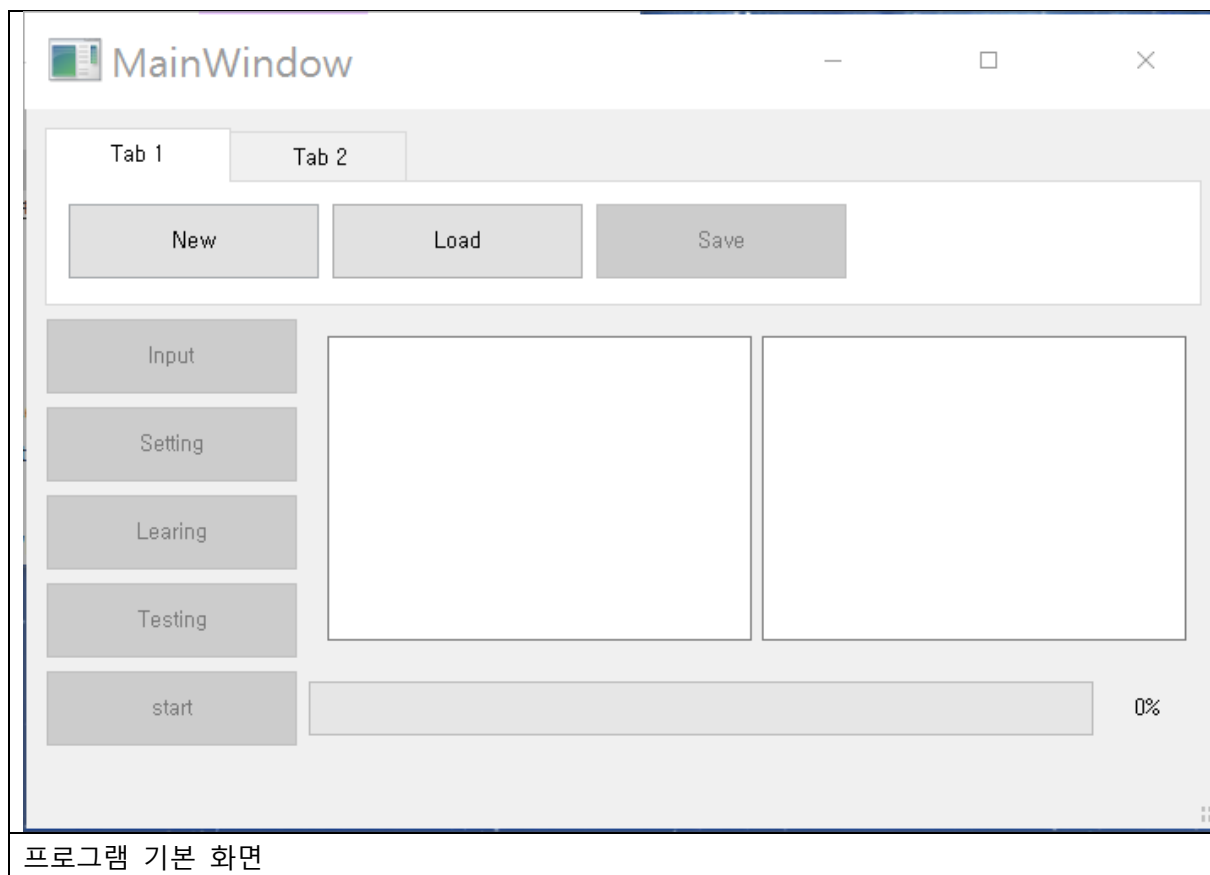 MainWindow
Tab 1 Tab 2
New Load Save
Input
Setting
Learing
Testing
start 0%
프로그램 기본 화면